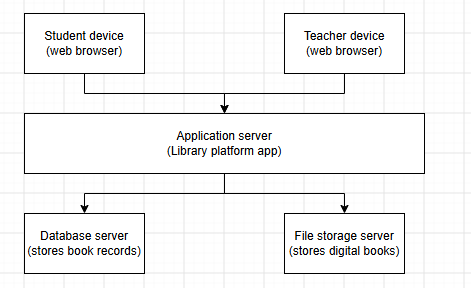 Student device
(web browser)
Teacher device
(web browser)
Application server
(Library platform app)
Database server
(stores book records)
File storage server
(stores digital books)